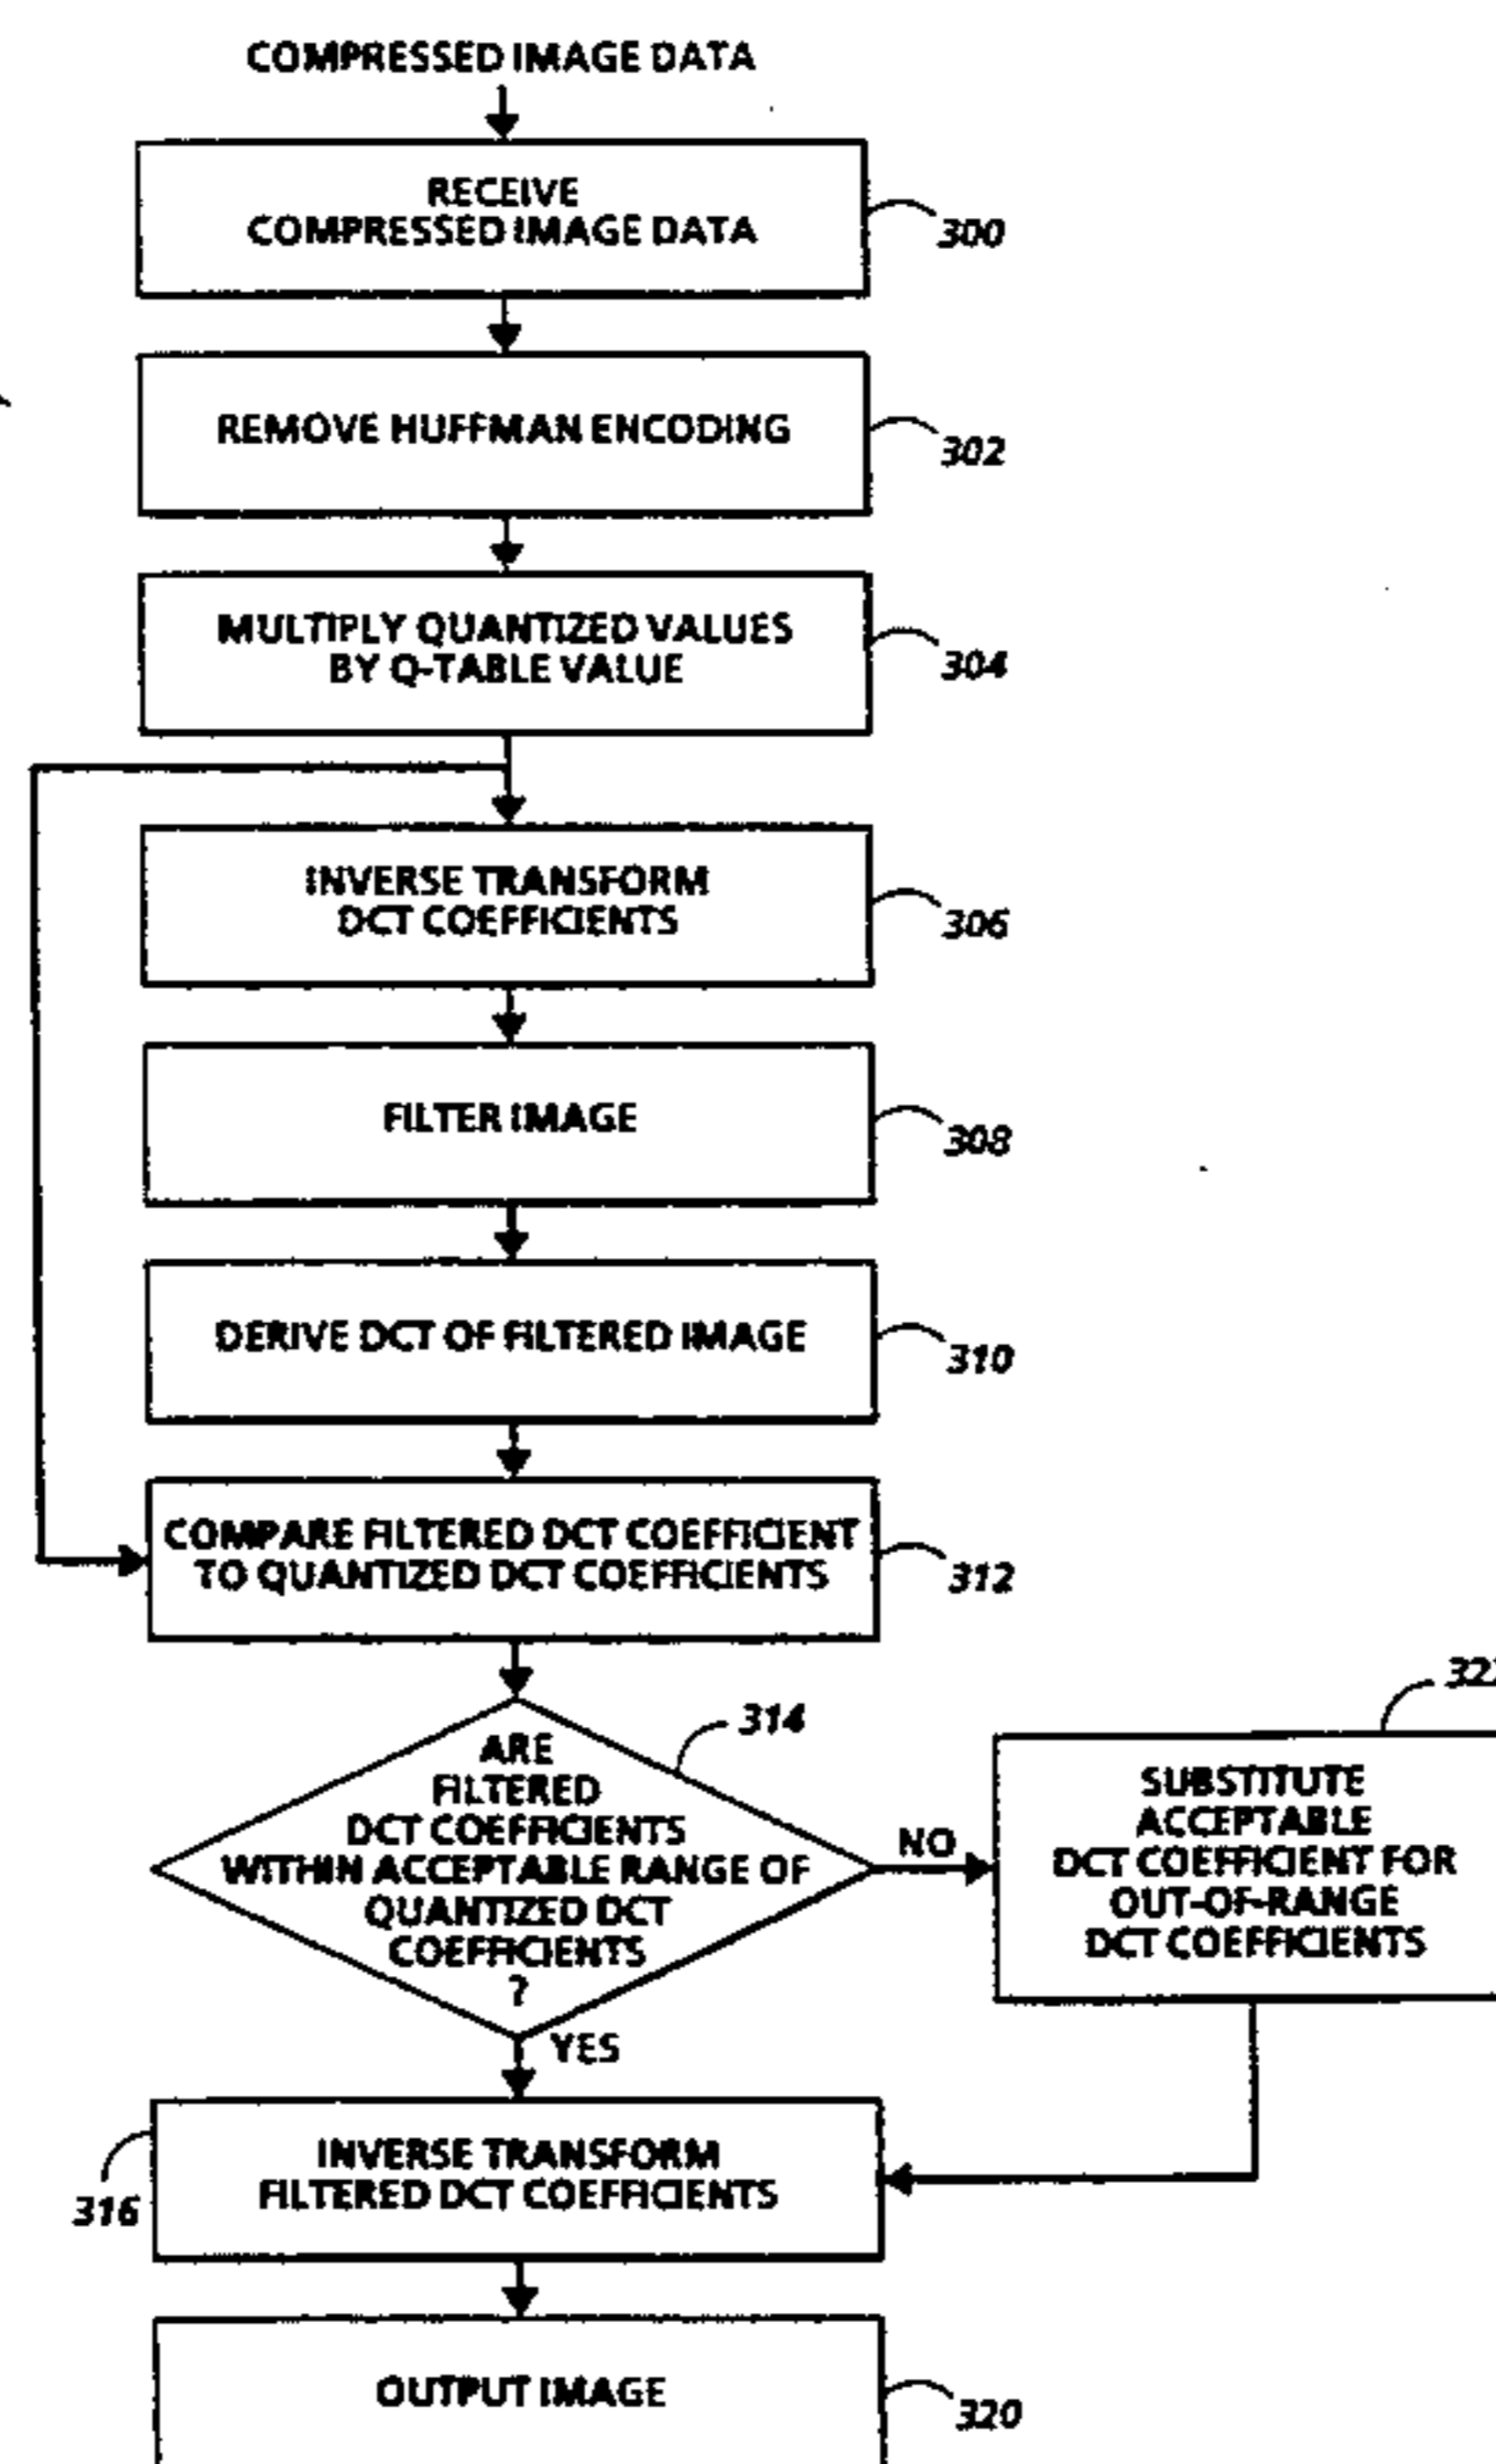 COMPRESSED IMAGE DATA
RECEIVE
COMPRESSED IMAGE DATA
300
REMOVE HUFFMAN ENCODING
302
MULTIPLY QUANTIZED VALUES
BY Q-TABLE VALUE
304
INVERSE TRANSFORM
DCT COEFFICIENTS
306
FILTER IMAGE
308
DERIVE DCT OF FILTERED IMAGE
310
COMPARE FILTERED DCT COEFFICIENT
TO QUANTIZED DCT COEFFICIENTS
312
314
ARE
FILTERED
DCT COEFFICIENTS
WITHIN ACCEPTABLE RANGE OF
QUANTIZED DCT
COEFFICIENTS
?
NO
YES
SUBSTITUTE
ACCEPTABLE
DCT COEFFICIENT FOR
OUT-OF-RANGE
DCT COEFFICIENTS
INVERSE TRANSFORM
FILTERED DCT COEFFICIENTS
316
OUTPUT IMAGE
320